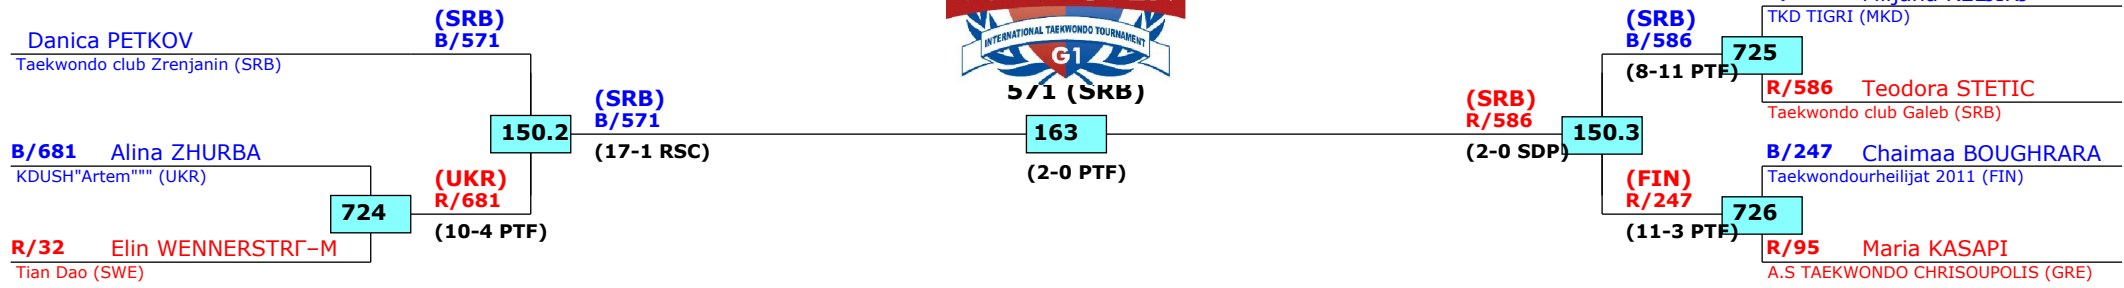 (SRB)
B/571
Danica PETKOV
Taekwondo club Zrenjanin (SRB)
150.2
(SRB)
B/571
(17-1 RSC)
B/681 Alina ZHURBA
KDUSH"Artem""" (UKR)
724
(UKR)
R/681
(10-4 PTF)
R/32 Elin WENNERSTRГ–M
Tian Dao (SWE)
INTERNATIONAL TAEKWONDO TOURNAMENT
G1
571 (SRB)
163
(2-0 PTF)
(SRB)
R/586
(2-0 SDP)
150.3
(SRB)
B/586
(8-11 PTF)
725
TKD TIGRI (MKD)
R/586 Teodora STETIC
Taekwondo club Galeb (SRB)
B/247 Chaimaa BOUGHRARA
Taekwondourheilijat 2011 (FIN)
(FIN)
R/247
(11-3 PTF)
726
R/95 Maria KASAPI
A.S TAEKWONDO CHRISOUPOLIS (GRE)